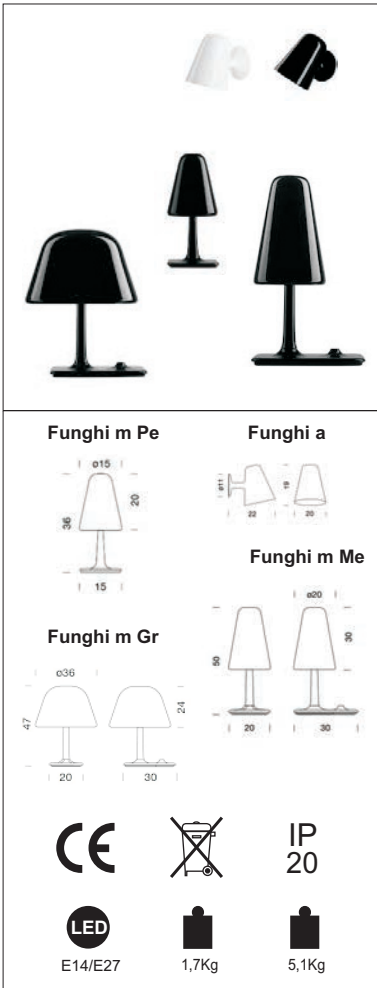 Funghi m Pe
Funghi a
ø15
36
20
15
ø11
22
19
20
Funghi m Me
ø20
50
30
20
30
Funghi m Gr
ø36
47
24
20
30
CE
IP
20
LED
E14/E27
1,7Kg
5,1Kg